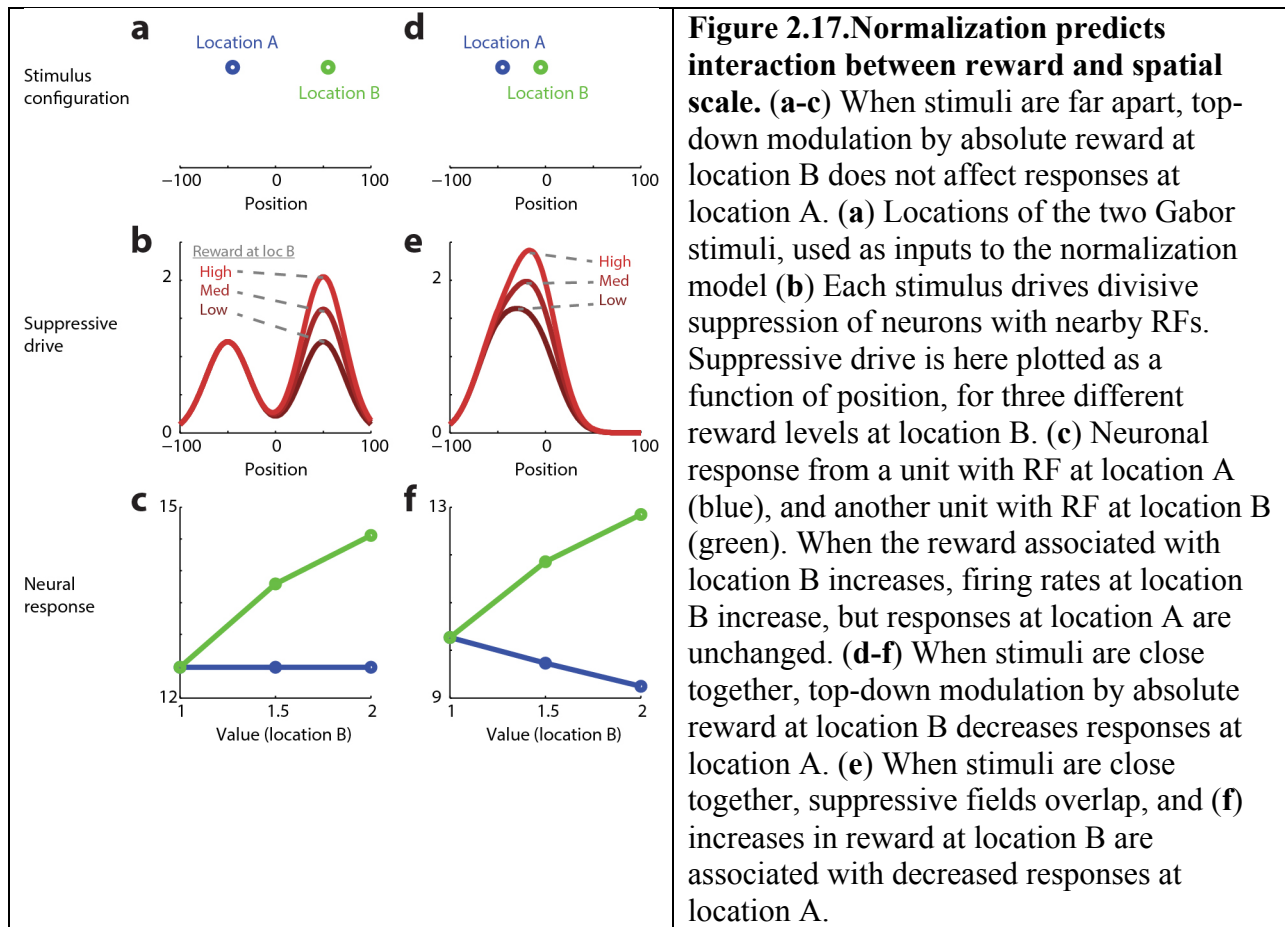 a
d
Location A
Location A
Stimulus
configuration
Location B
Location B
−100 0 100
−100 0 100
Position
Position
b
e
2
Reward at loc B
High
Med
Low
2
High
Med
Low
Suppressive
drive
0
0
−100 0 100
−100 0 100
Position
Position
c
f
15
13
Neural
response
12
9
1 1.5 2
1 1.5 2
Value (location B)
Value (location B)
Figure 2.17.Normalization predicts
interaction between reward and spatial
scale. (a-c) When stimuli are far apart, top-
down modulation by absolute reward at
location B does not affect responses at
location A. (a) Locations of the two Gabor
stimuli, used as inputs to the normalization
model (b) Each stimulus drives divisive
suppression of neurons with nearby RFs.
Suppressive drive is here plotted as a
function of position, for three different
reward levels at location B. (c) Neuronal
response from a unit with RF at location A
(blue), and another unit with RF at location B
(green). When the reward associated with
location B increases, firing rates at location
B increase, but responses at location A are
unchanged. (d-f) When stimuli are close
together, top-down modulation by absolute
reward at location B decreases responses at
location A. (e) When stimuli are close
together, suppressive fields overlap, and (f)
increases in reward at location B are
associated with decreased responses at
location A.